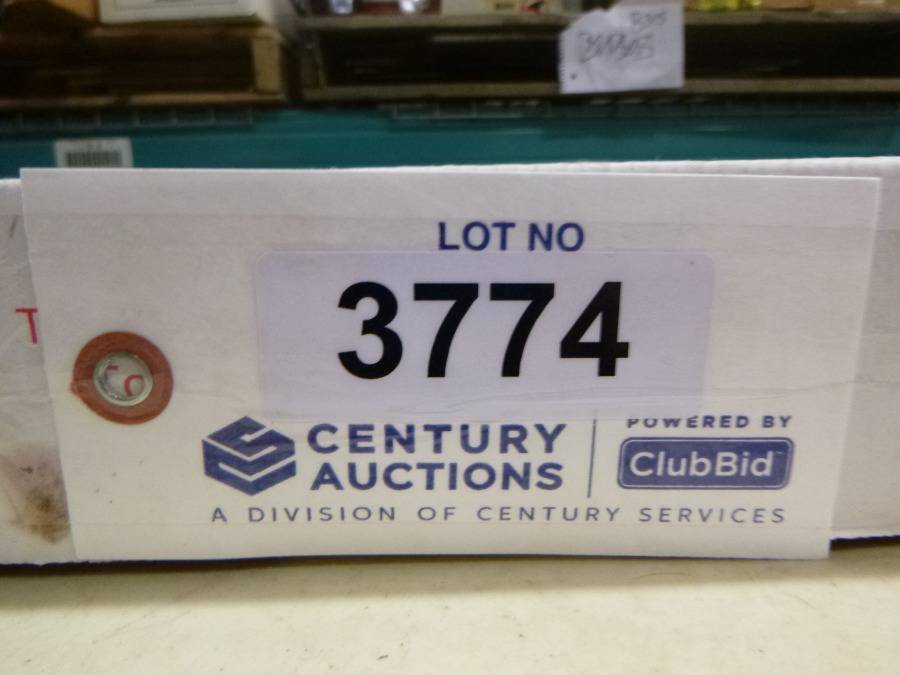 LOT NO
3774
CENTURY
AUCTIONS
POWERED BY
ClubBid
A DIVISION OF CENTURY SERVICES
T